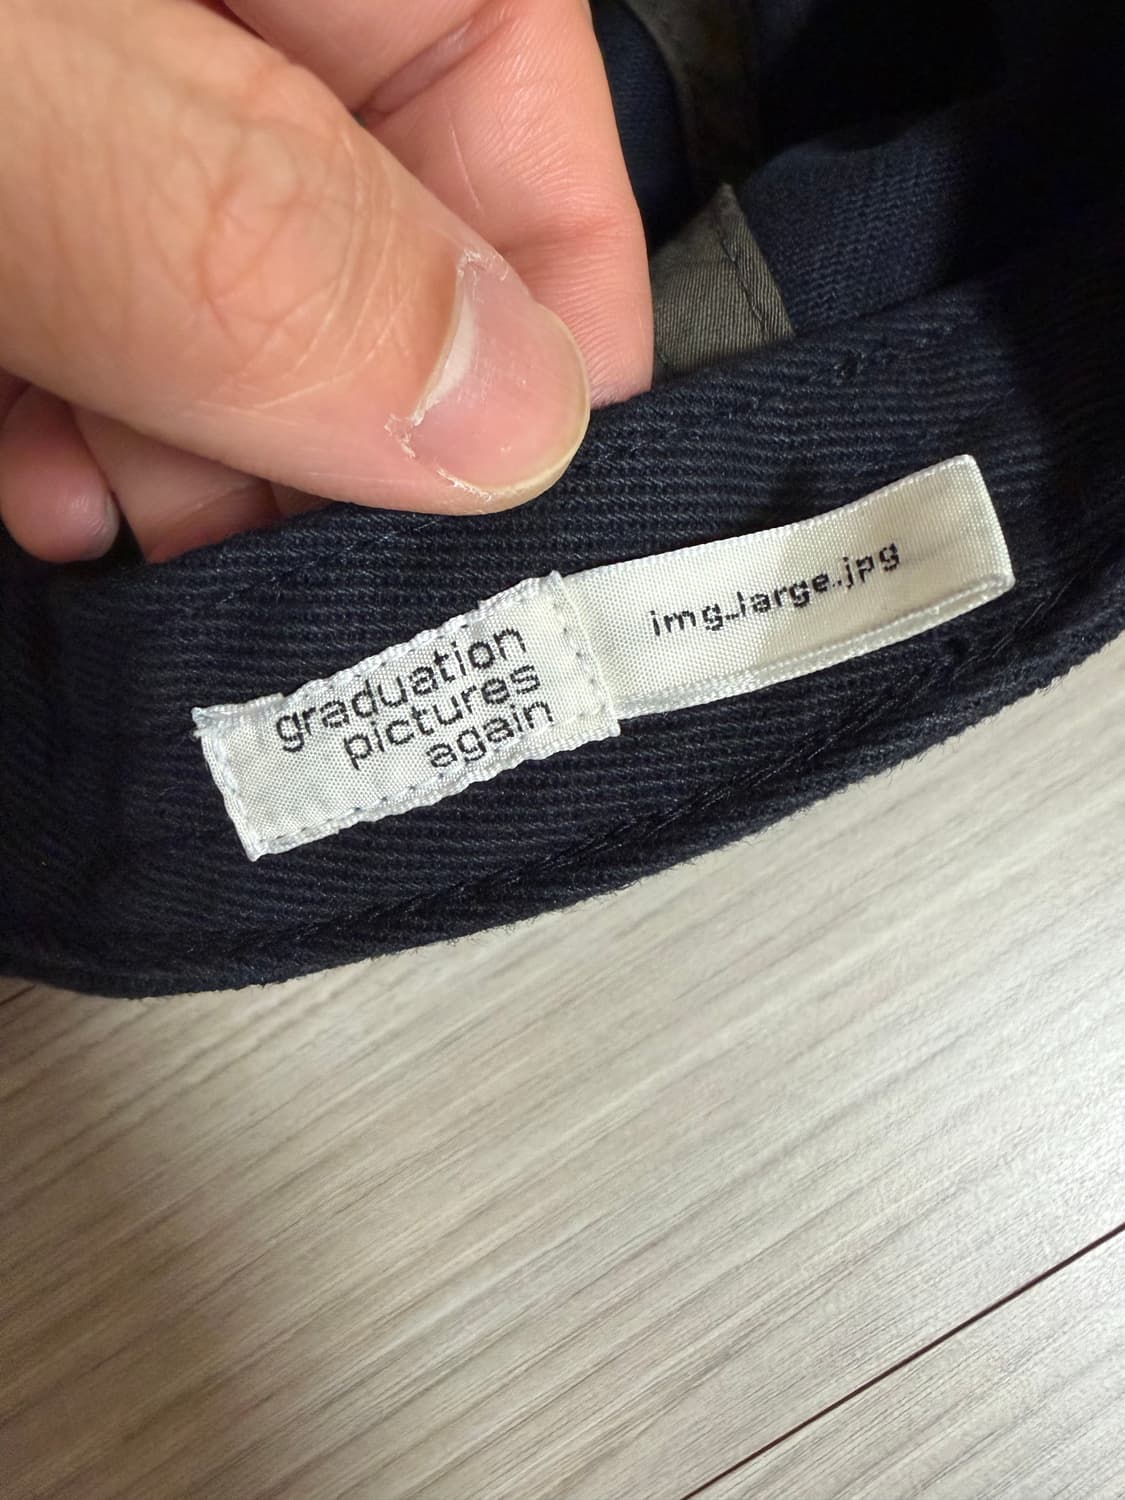 graduation
pictures
again
img_large.jpg